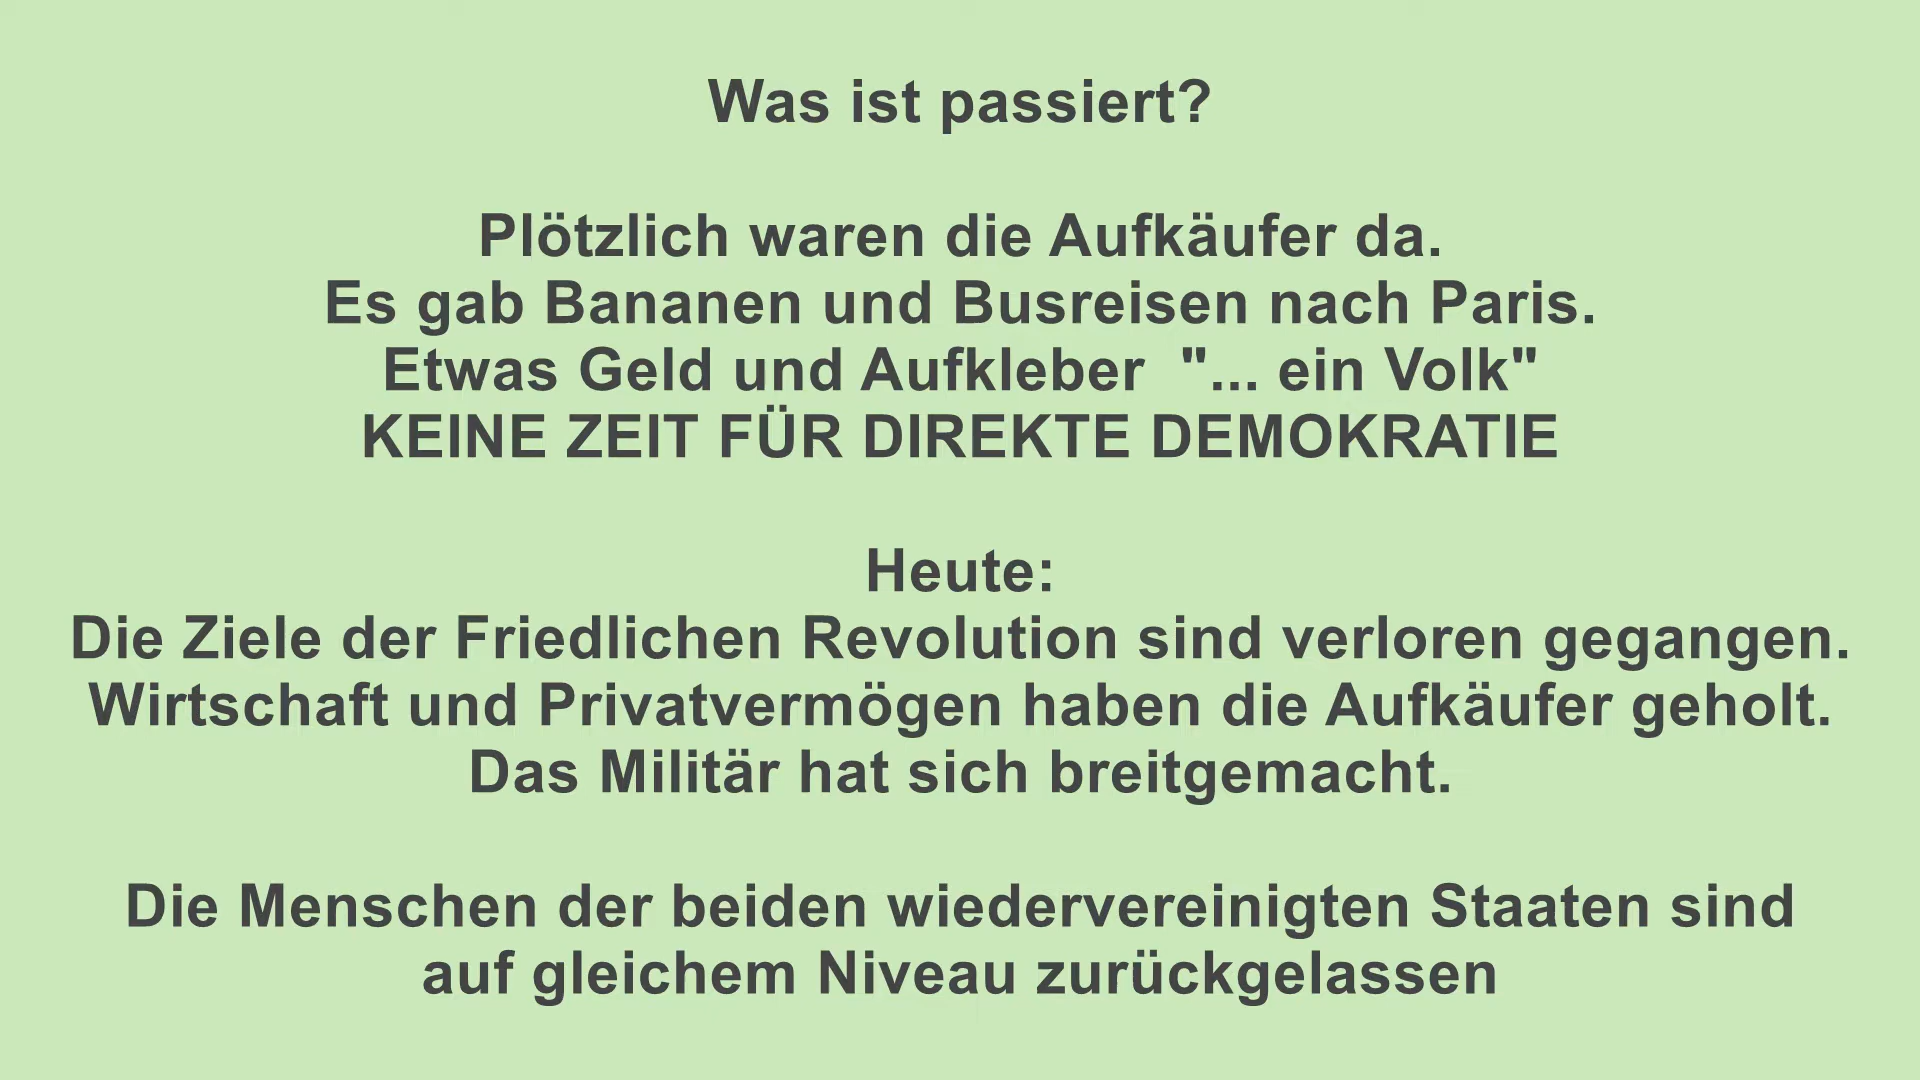 Was ist passiert?
Plötzlich waren die Aufkäufer da.
Es gab Bananen und Busreisen nach Paris.
Etwas Geld und Aufkleber "... ein Volk"
KEINE ZEIT FÜR DIREKTE DEMOKRATIE
Heute:
Die Ziele der Friedlichen Revolution sind verloren gegangen.
Wirtschaft und Privatvermögen haben die Aufkäufer geholt.
Das Militär hat sich breitgemacht.
Die Menschen der beiden wiedervereinigten Staaten sind
auf gleichem Niveau zurückgelassen